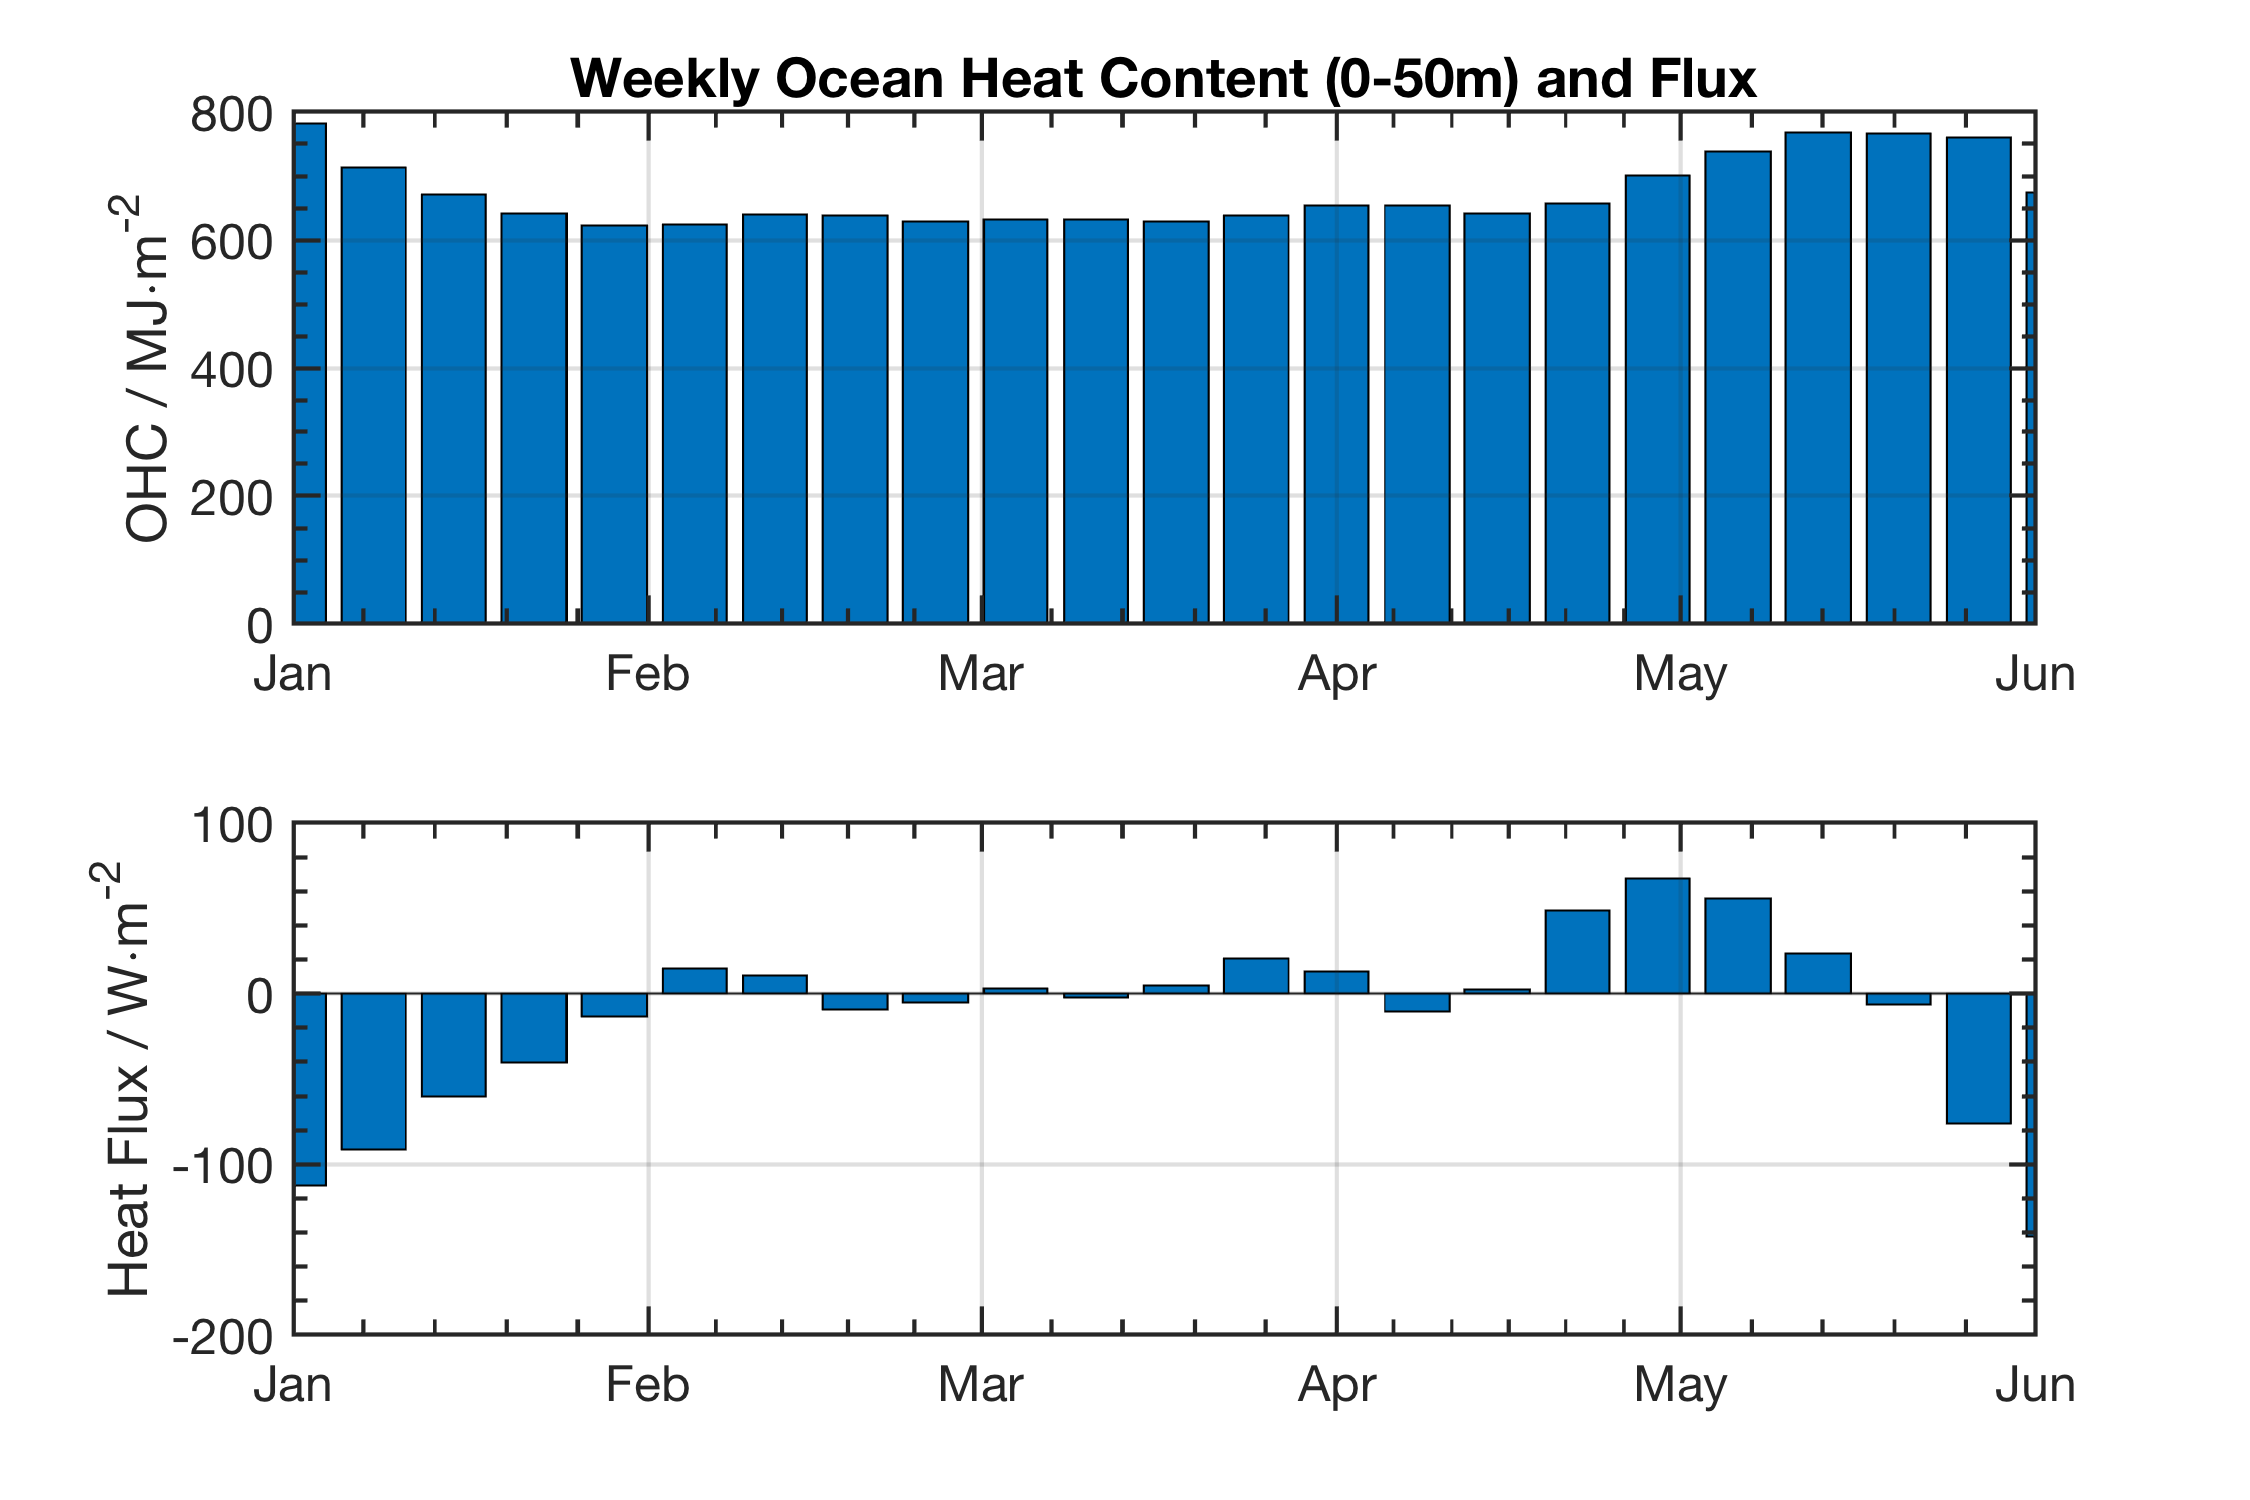 Weekly Ocean Heat Content (0-50m) and Flux
OHC / MJ·m⁻²
800
600
400
200
0
Jan Feb Mar Apr May Jun
Heat Flux / W·m⁻²
100
0
-100
-200
Jan Feb Mar Apr May Jun